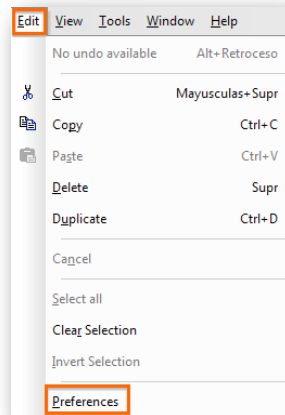 Edit View Tools Window Help
No undo available Alt+Retroceso
Cut Mayusculas+Supr
Copy Ctrl+C
Paste Ctrl+V
Delete Supr
Duplicate Ctrl+D
Cancel
Select all
Clear Selection
Invert Selection
Preferences